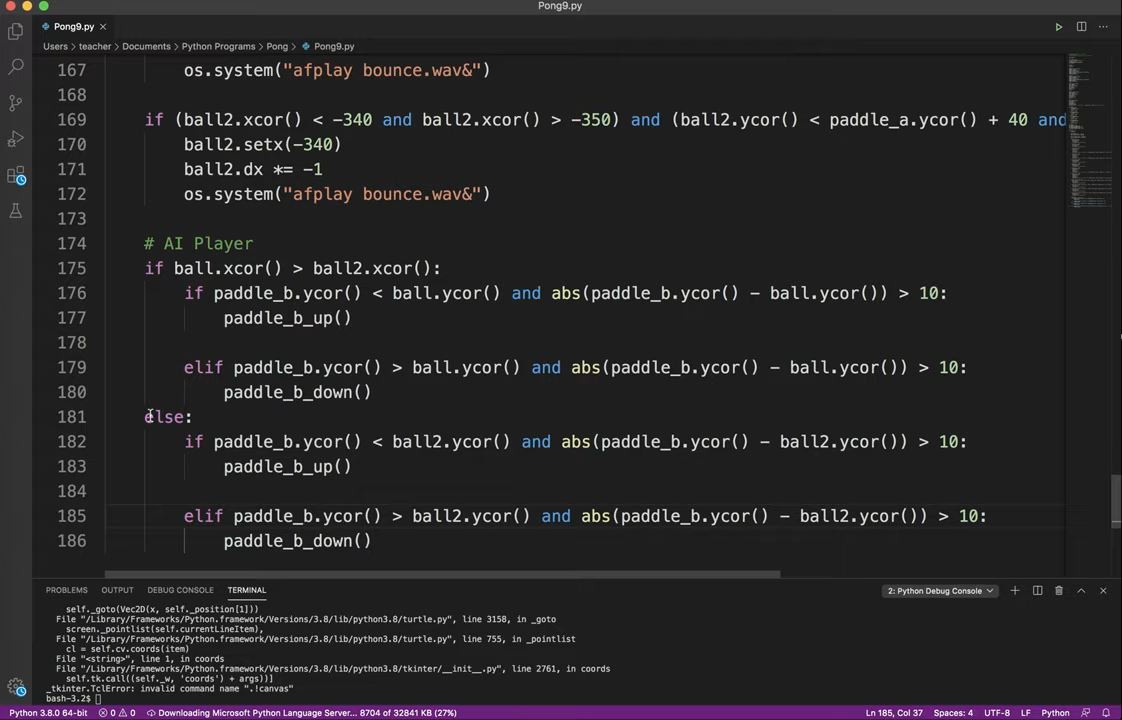 Pong9.py
Pong9.py
Users > teacher > Documents > Python Programs > Pong > Pong9.py
167 os.system("afplay bounce.wav&")
168
169 if (ball2.xcor() < -340 and ball2.xcor() > -350) and (ball2.ycor() < paddle_a.ycor() + 40 and
170 ball2.setx(-340)
171 ball2.dx *= -1
172 os.system("afplay bounce.wav&")
173
174 # AI Player
175 if ball.xcor() > ball2.xcor():
176 if paddle_b.ycor() < ball.ycor() and abs(paddle_b.ycor() - ball.ycor()) > 10:
177 paddle_b_up()
178
179 elif paddle_b.ycor() > ball.ycor() and abs(paddle_b.ycor() - ball.ycor()) > 10:
180 paddle_b_down()
181 else:
182 if paddle_b.ycor() < ball2.ycor() and abs(paddle_b.ycor() - ball2.ycor()) > 10:
183 paddle_b_up()
184
185 elif paddle_b.ycor() > ball2.ycor() and abs(paddle_b.ycor() - ball2.ycor()) > 10:
186 paddle_b_down()
PROBLEMS OUTPUT DEBUG CONSOLE TERMINAL 2: Python Debug Console
self._goto(Vec2D(x, self._position[1]))
File "/Library/Frameworks/Python.framework/Versions/3.8/lib/python3.8/turtle.py", line 3158, in _goto
screen._pointlist(self.currentLineItem),
File "/Library/Frameworks/Python.framework/Versions/3.8/lib/python3.8/turtle.py", line 755, in _pointlist
cl = self.cv.coords(item)
File "<string>", line 1, in coords
File "/Library/Frameworks/Python.framework/Versions/3.8/lib/python3.8/tkinter/__init__.py", line 2761, in coords
self.tk.call((self._w, 'coords') + args))]
_tkinter.TclError: invalid command name ".!canvas"
bash-3.2$
Python 3.8.0 64-bit 0 0 Downloading Microsoft Python Language Server... 8704 of 32841 KB (27%) Ln 185, Col 37 Spaces: 4 UTF-8 LF Python